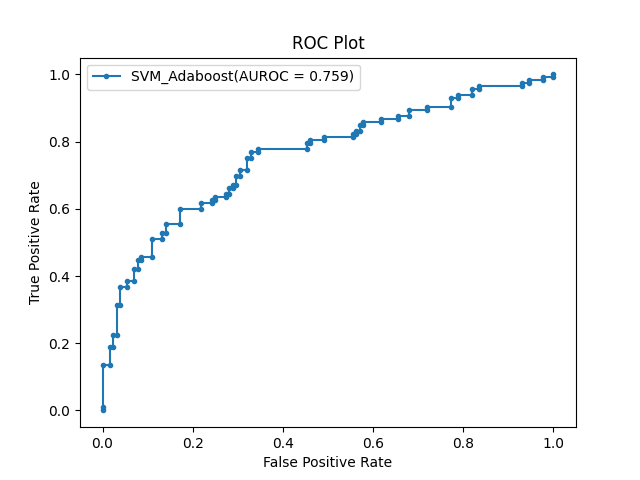 ROC Plot
SVM_Adaboost(AUROC = 0.759)
1.0
0.8
0.6
0.4
0.2
0.0
True Positive Rate
0.0 0.2 0.4 0.6 0.8 1.0
False Positive Rate